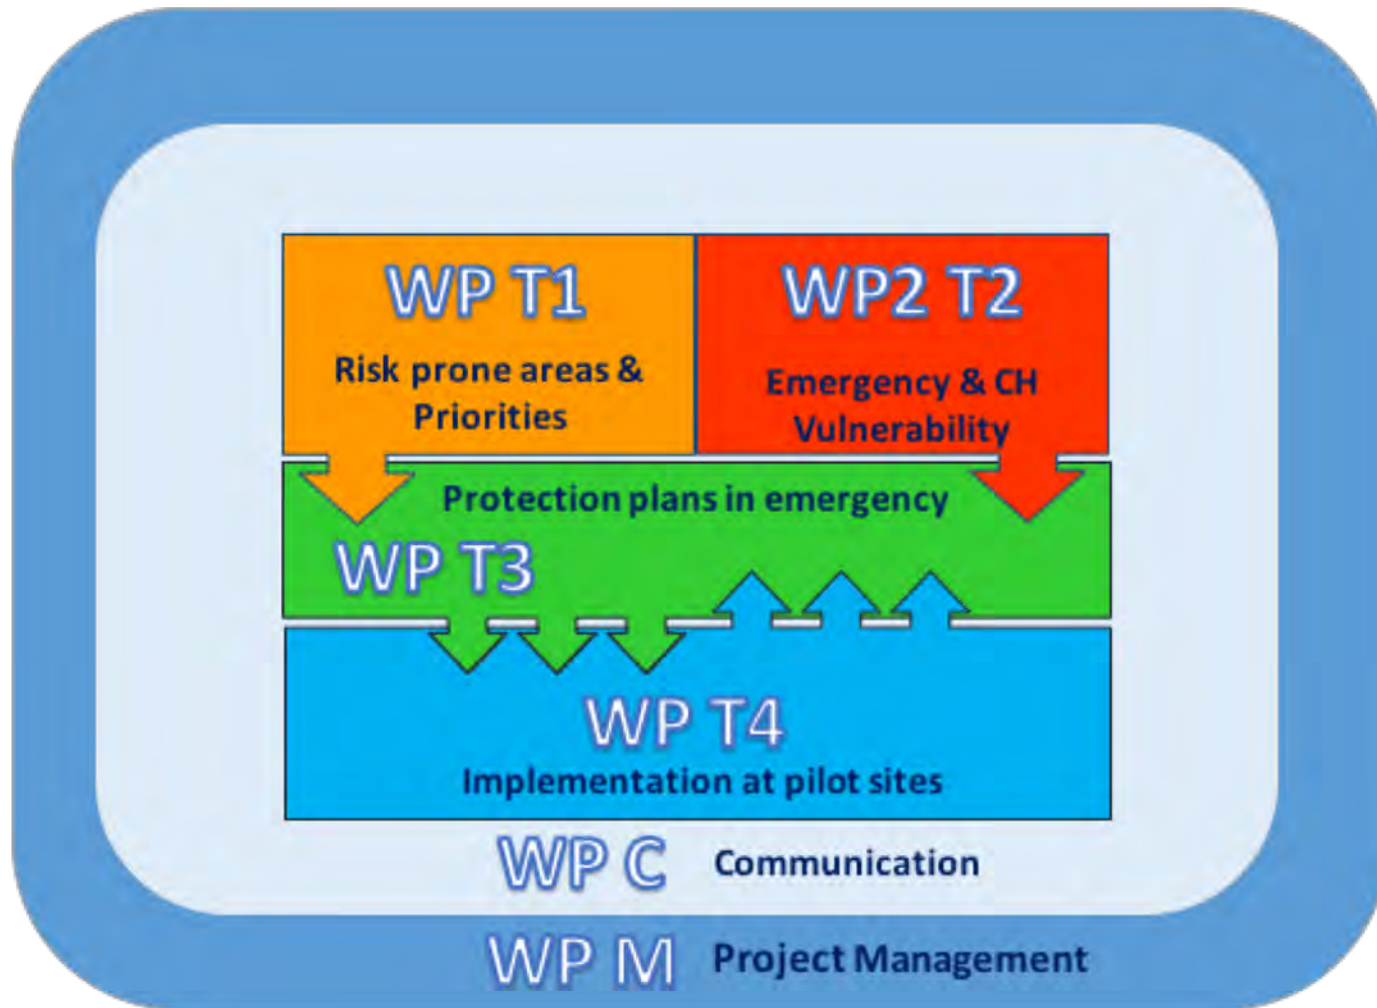 WP T1
Risk prone areas &
Priorities
WP2 T2
Emergency & CH
Vulnerability
Protection plans in emergency
WP T3
WP T4
Implementation at pilot sites
WP C Communication
WP M Project Management